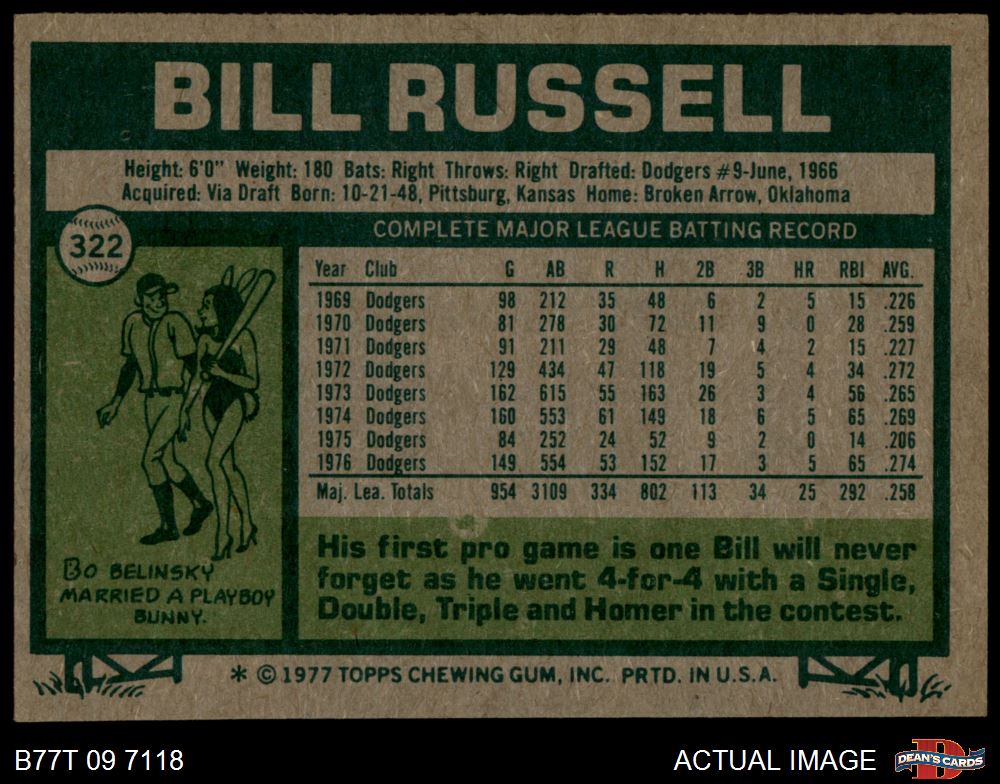 BILL RUSSELL
Height: 6'0" Weight: 180 Bats: Right Throws: Right Drafted: Dodgers #9-June, 1966
Acquired: Via Draft Born: 10-21-48, Pittsburg, Kansas Home: Broken Arrow, Oklahoma
322
COMPLETE MAJOR LEAGUE BATTING RECORD
Year Club G AB R H 2B 3B HR RBI AVG.
1969 Dodgers 98 212 35 48 6 2 5 15 .226
1970 Dodgers 81 278 30 72 11 9 0 28 .259
1971 Dodgers 91 211 29 48 7 4 2 15 .227
1972 Dodgers 129 434 47 118 19 5 4 34 .272
1973 Dodgers 162 615 55 163 26 3 4 56 .265
1974 Dodgers 160 553 61 149 18 6 5 65 .269
1975 Dodgers 84 252 24 52 9 2 0 14 .206
1976 Dodgers 149 554 53 152 17 3 5 65 .274
Maj. Lea. Totals 954 3109 334 802 113 34 25 292 .258
BO BELINSKY
MARRIED A PLAYBOY
BUNNY.
His first pro game is one Bill will never
forget as he went 4-for-4 with a Single,
Double, Triple and Homer in the contest.
* © 1977 TOPPS CHEWING GUM, INC. PRTD. IN U.S.A.
B77T 09 7118
ACTUAL IMAGE
DEAN'S CARDS